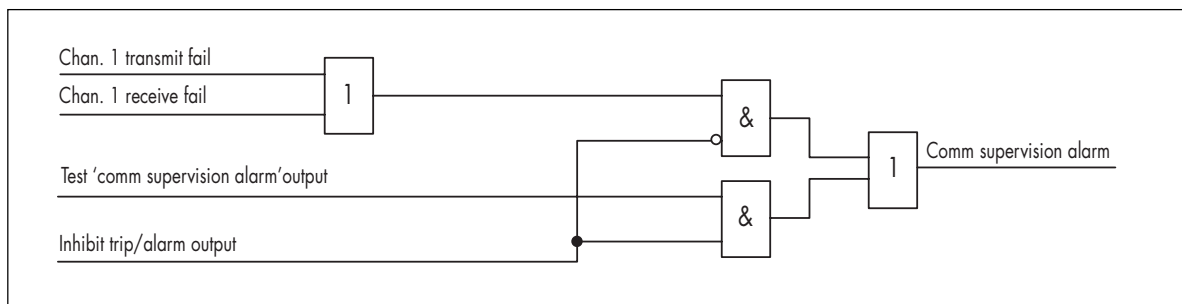 Chan. 1 transmit fail
Chan. 1 receive fail
1
&
Test ‘comm supervision alarm’output
&
Inhibit trip/alarm output
1
Comm supervision alarm